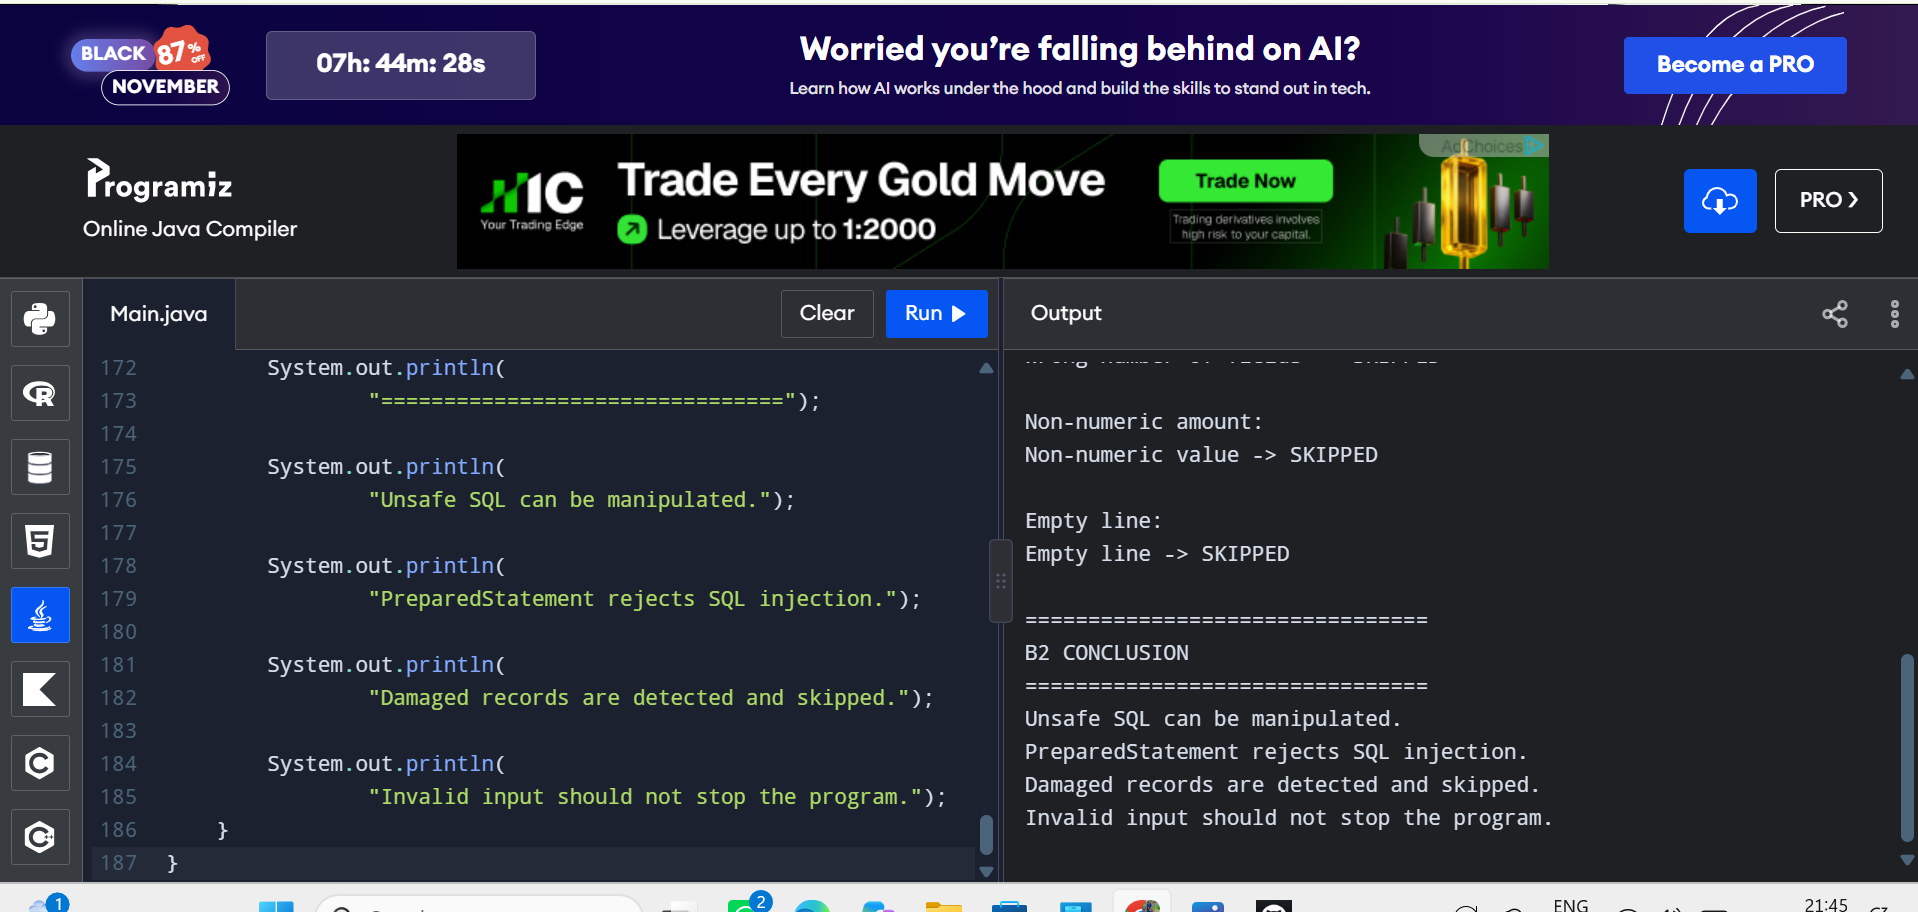 BLACK 87% OFF
NOVEMBER
07h: 44m: 28s
Worried you're falling behind on AI?
Learn how AI works under the hood and build the skills to stand out in tech.
Become a PRO
Programiz
Online Java Compiler
HIC
Your Trading Edge
Trade Every Gold Move
Leverage up to 1:2000
Trade Now
Trading derivatives involves
high risk to your capital.
AdChoices
PRO
Main.java
Clear
Run
172 System.out.println(
173 "================================");
174
175 System.out.println(
176 "Unsafe SQL can be manipulated.");
177
178 System.out.println(
179 "PreparedStatement rejects SQL injection.");
180
181 System.out.println(
182 "Damaged records are detected and skipped.");
183
184 System.out.println(
185 "Invalid input should not stop the program.");
186 }
187 }
Output
Non-numeric amount:
Non-numeric value -> SKIPPED
Empty line:
Empty line -> SKIPPED
================================
B2 CONCLUSION
================================
Unsafe SQL can be manipulated.
PreparedStatement rejects SQL injection.
Damaged records are detected and skipped.
Invalid input should not stop the program.
1
2
ENG
21:45